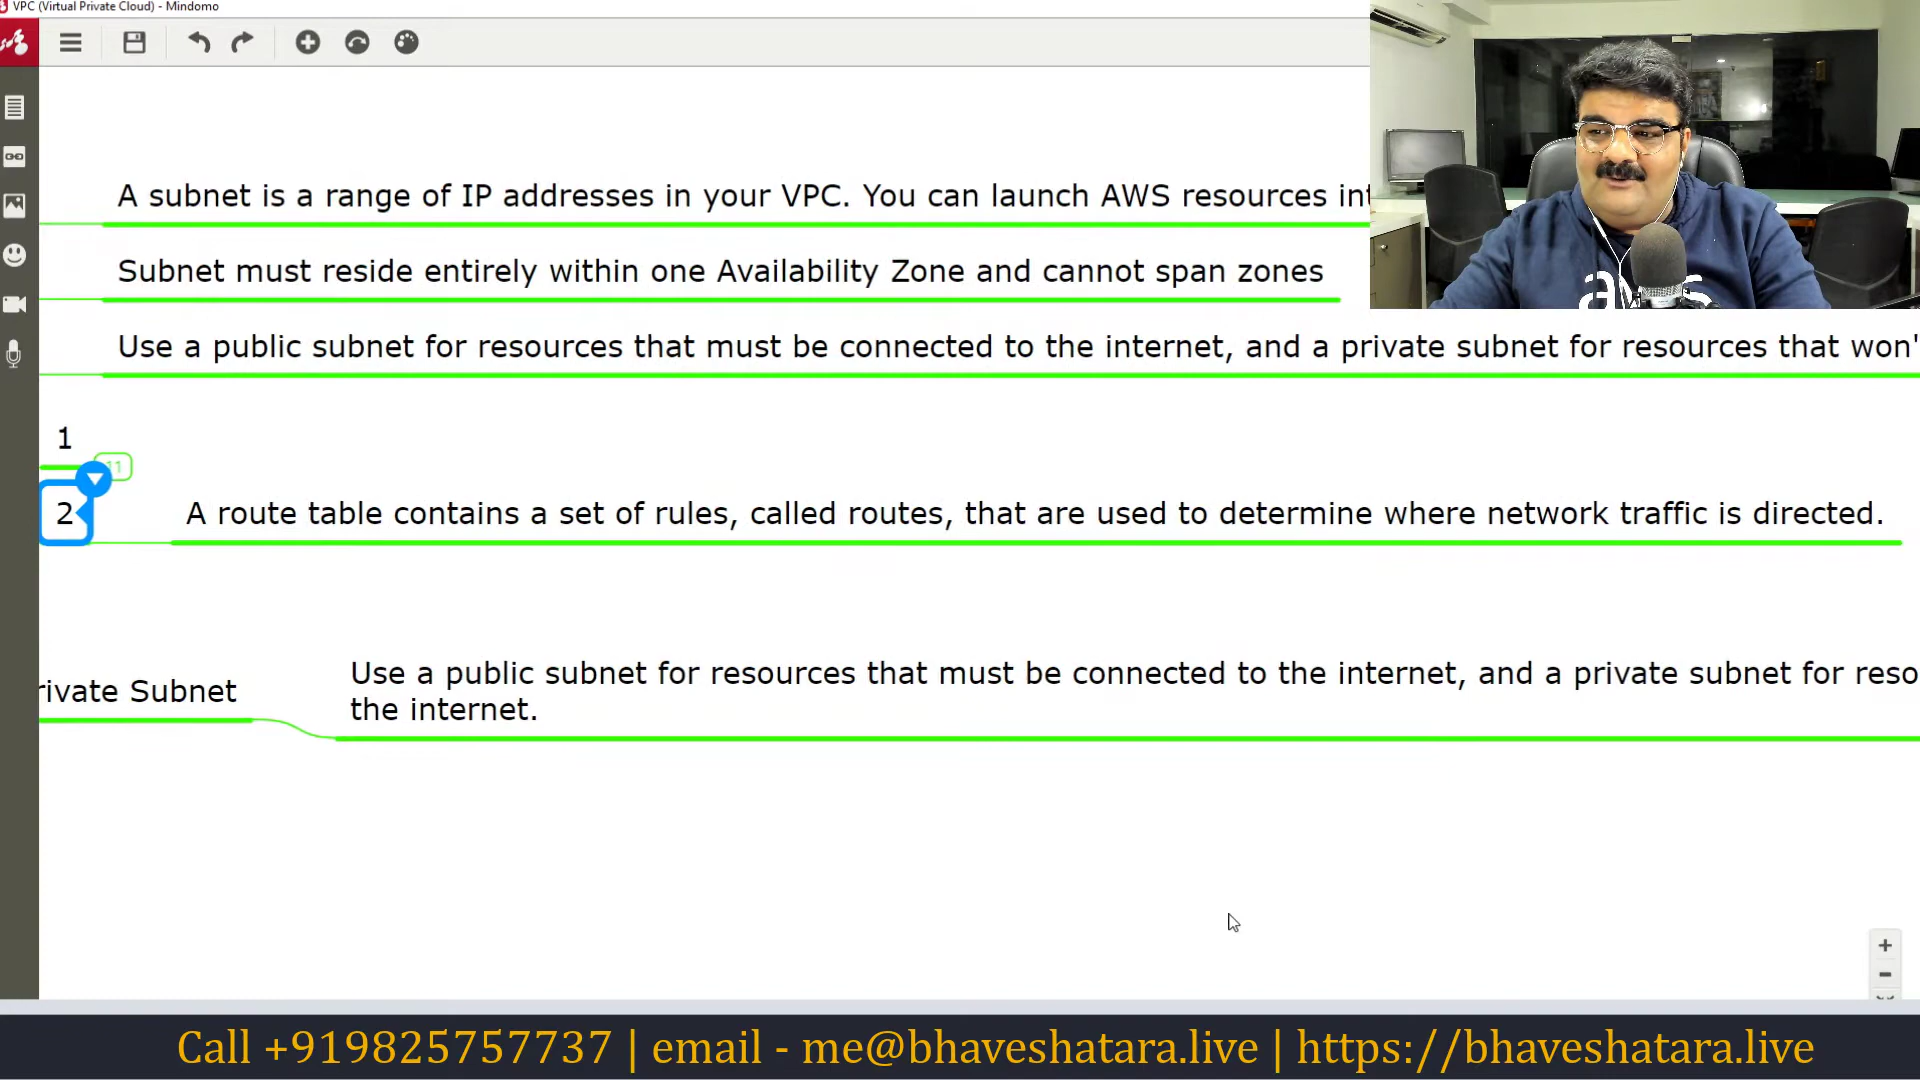 VPC (Virtual Private Cloud) - Mindomo
A subnet is a range of IP addresses in your VPC. You can launch AWS resources int
Subnet must reside entirely within one Availability Zone and cannot span zones
Use a public subnet for resources that must be connected to the internet, and a private subnet for resources that won'
1
11
2
A route table contains a set of rules, called routes, that are used to determine where network traffic is directed.
rivate Subnet
Use a public subnet for resources that must be connected to the internet, and a private subnet for reso
the internet.
Call +919825757737 | email - me@bhaveshatara.live | https://bhaveshatara.live